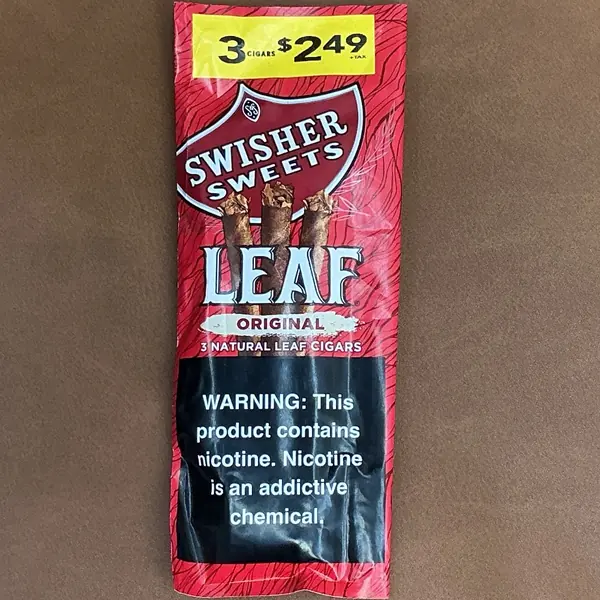 3 CIGARS $2.49
+TAX
SS
SWISHER
SWEETS
LEAF
ORIGINAL
3 NATURAL LEAF CIGARS
WARNING: This
product contains
nicotine. Nicotine
is an addictive
chemical.